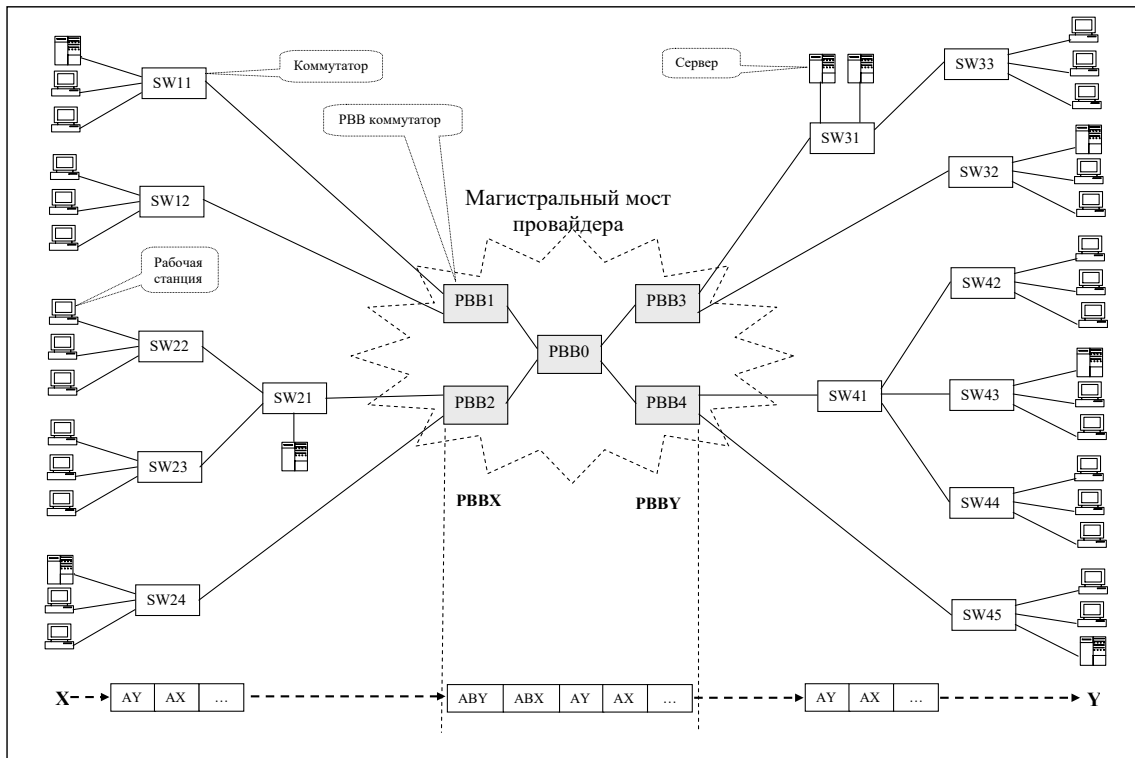 Коммутатор
Сервер
SW33
SW11
PBB коммутатор
SW31
SW32
SW12
Магистральный мост
провайдера
Рабочая
станция
SW42
PBB1
PBB3
SW22
PBB0
SW21
PBB2
PBB4
SW41
SW43
SW23
PBBX
PBBY
SW44
SW24
SW45
X
AY
AX
…
ABY
ABX
AY
AX
…
AY
AX
…
Y